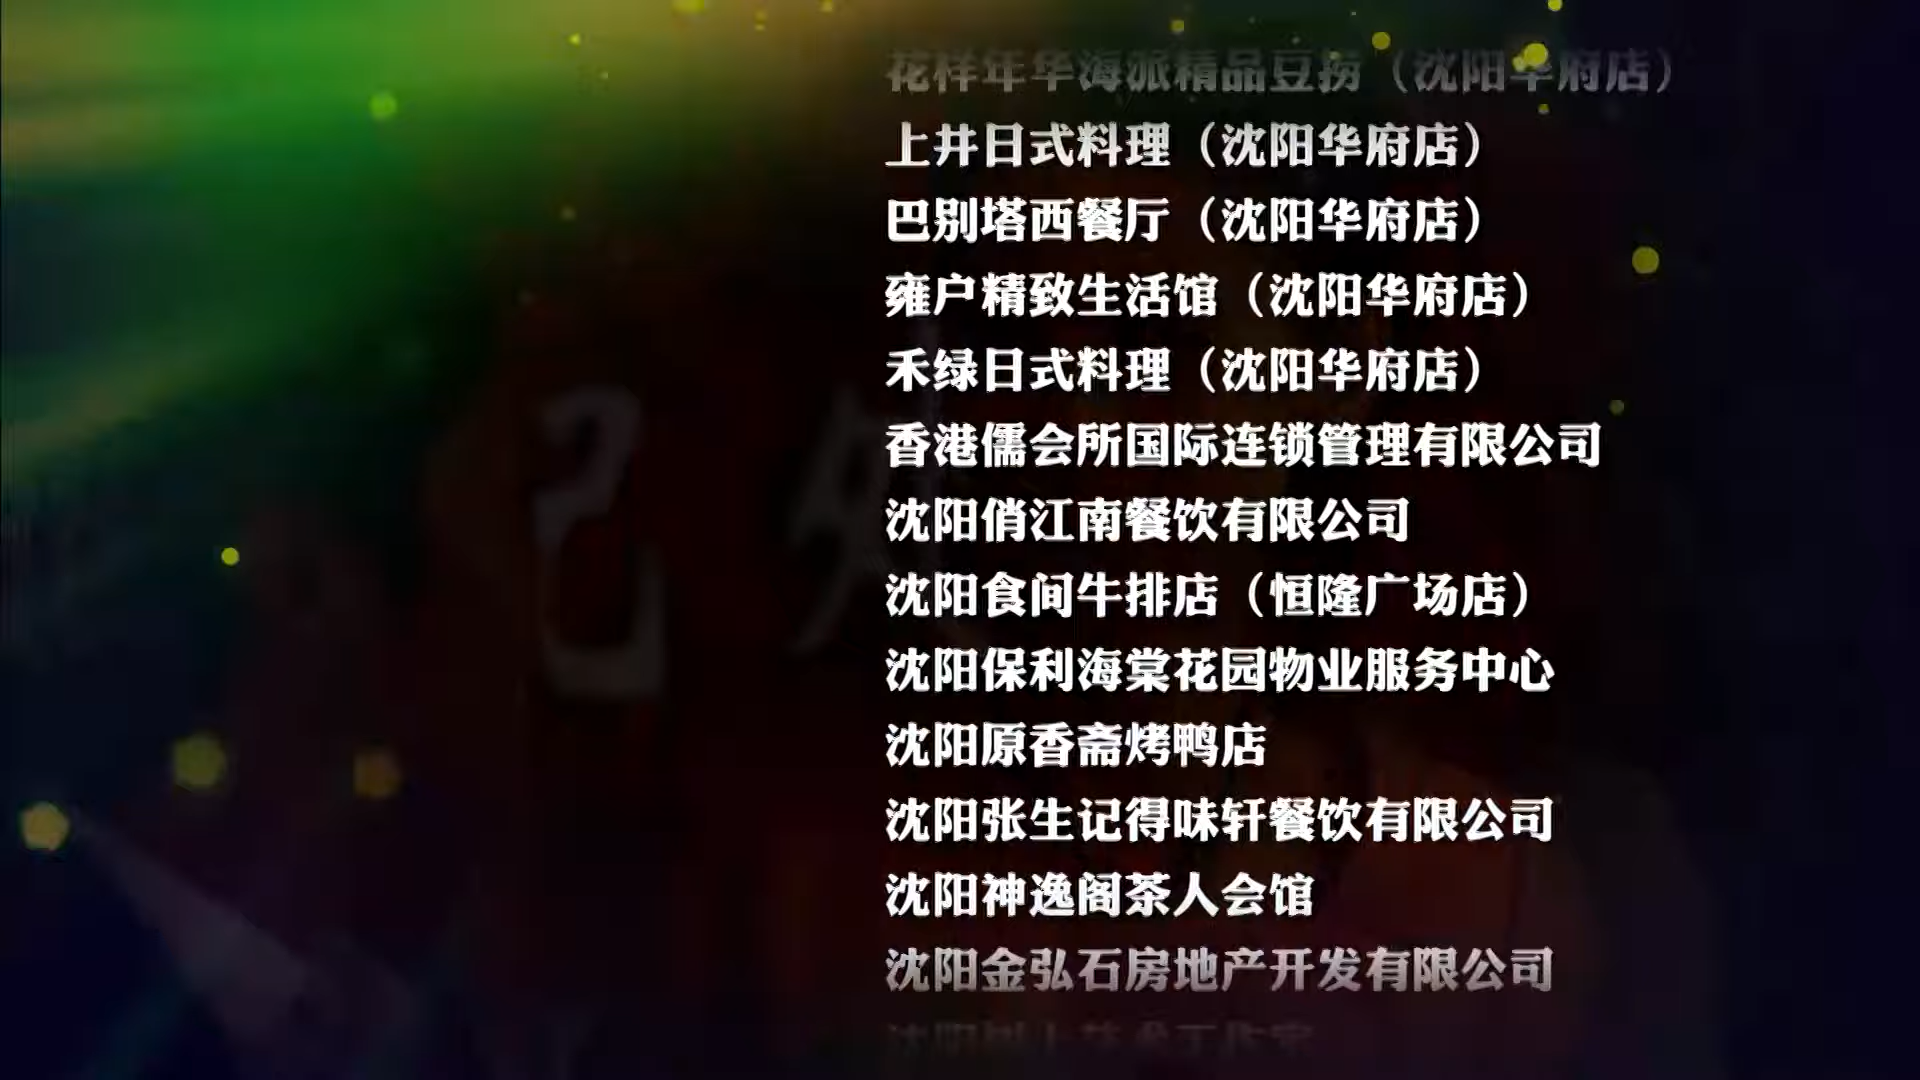 花样年华海派精品豆捞（沈阳华府店）
上井日式料理（沈阳华府店）
巴别塔西餐厅（沈阳华府店）
雍户精致生活馆（沈阳华府店）
禾绿日式料理（沈阳华府店）
香港儒会所国际连锁管理有限公司
沈阳俏江南餐饮有限公司
沈阳食间牛排店（恒隆广场店）
沈阳保利海棠花园物业服务中心
沈阳原香斋烤鸭店
沈阳张生记得味轩餐饮有限公司
沈阳神逸阁茶人会馆
沈阳金弘石房地产开发有限公司